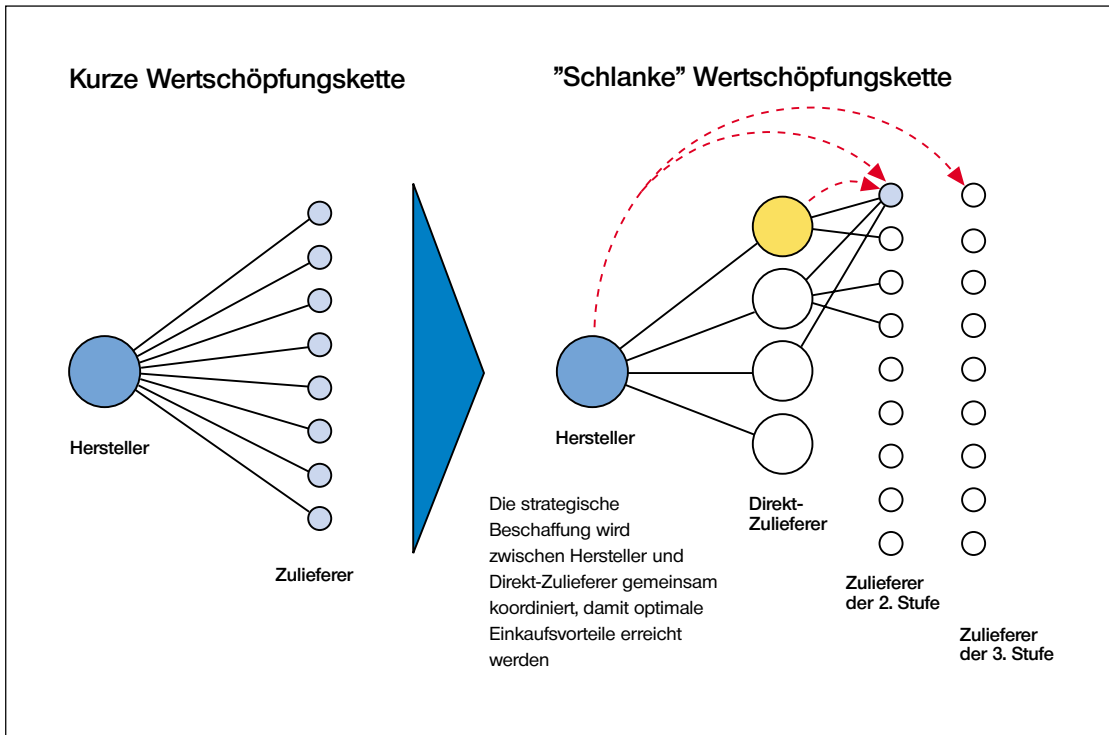 Kurze Wertschöpfungskette
Hersteller
Zulieferer
”Schlanke” Wertschöpfungskette
Hersteller
Die strategische
Beschaffung wird
zwischen Hersteller und
Direkt-Zulieferer gemeinsam
koordiniert, damit optimale
Einkaufsvorteile erreicht
werden
Direkt-
Zulieferer
Zulieferer
der 2. Stufe
Zulieferer
der 3. Stufe